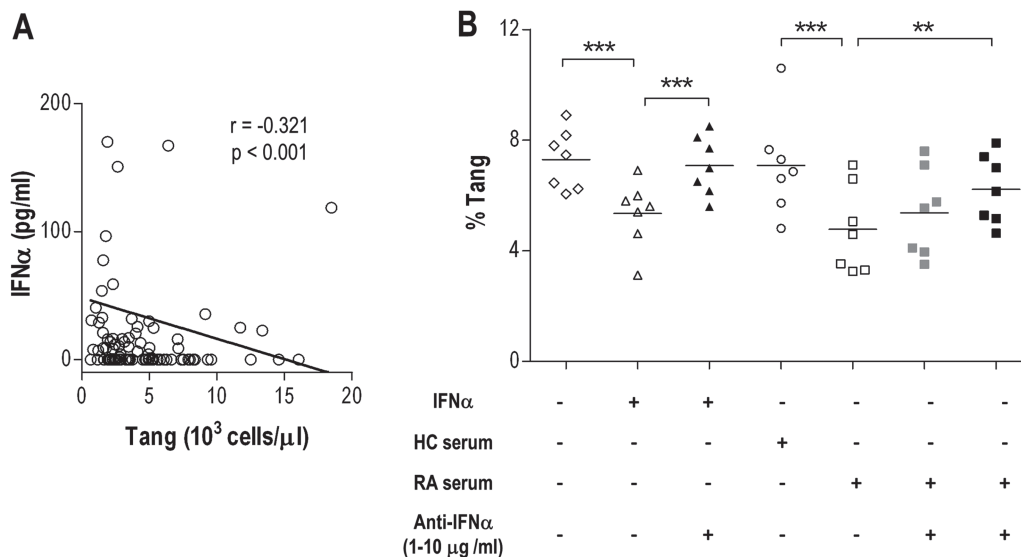 A
200
100
0
IFNα (pg/ml)
r = -0.321
p < 0.001
0 5 10 15 20
Tang (10³ cells/µl)
B
12
8
4
0
% Tang
*** *** *** **
IFNα - + + - - - -
HC serum - - - + - - -
RA serum - - - - + + +
Anti-IFNα (1-10 µg /ml) - - + - - + +